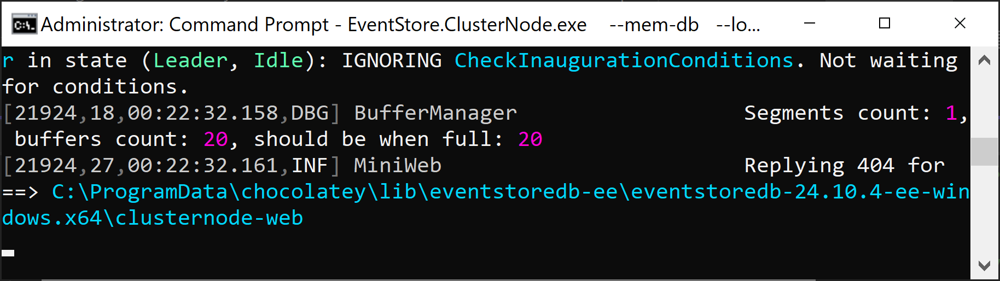 Administrator: Command Prompt - EventStore.ClusterNode.exe --mem-db --lo...
r in state (Leader, Idle): IGNORING CheckInaugurationConditions. Not waiting
for conditions.
[21924,18,00:22:32.158,DBG] BufferManager Segments count: 1,
buffers count: 20, should be when full: 20
[21924,27,00:22:32.161,INF] MiniWeb Replying 404 for
==> C:\ProgramData\chocolatey\lib\eventstoredb-ee\eventstoredb-24.10.4-ee-win
dows.x64\clusternode-web